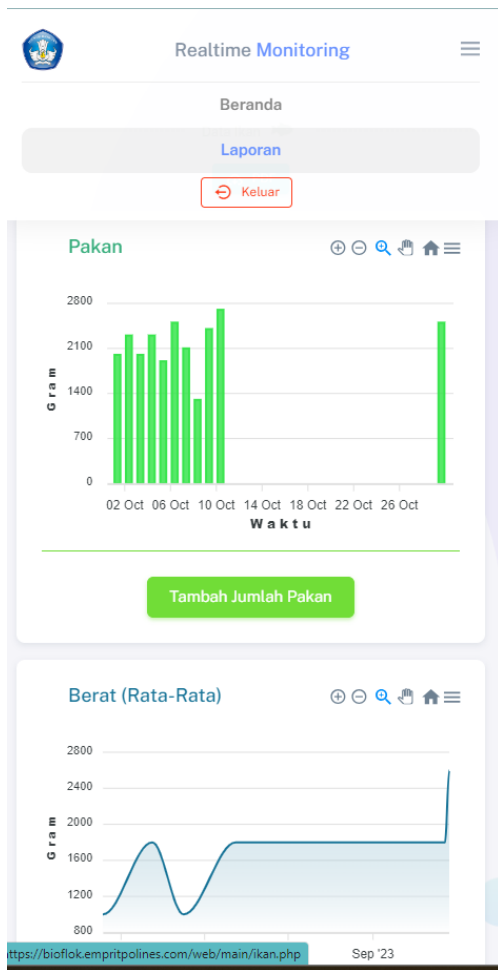 Realtime Monitoring
Beranda
Laporan
Keluar
Pakan
2800
2100
1400
700
0
Gram
02 Oct 06 Oct 10 Oct 14 Oct 18 Oct 22 Oct 26 Oct
Waktu
Tambah Jumlah Pakan
Berat (Rata-Rata)
2800
2400
2000
1600
1200
800
Gram
Sep '23
ttps://bioflok.empritpolines.com/web/main/ikan.php